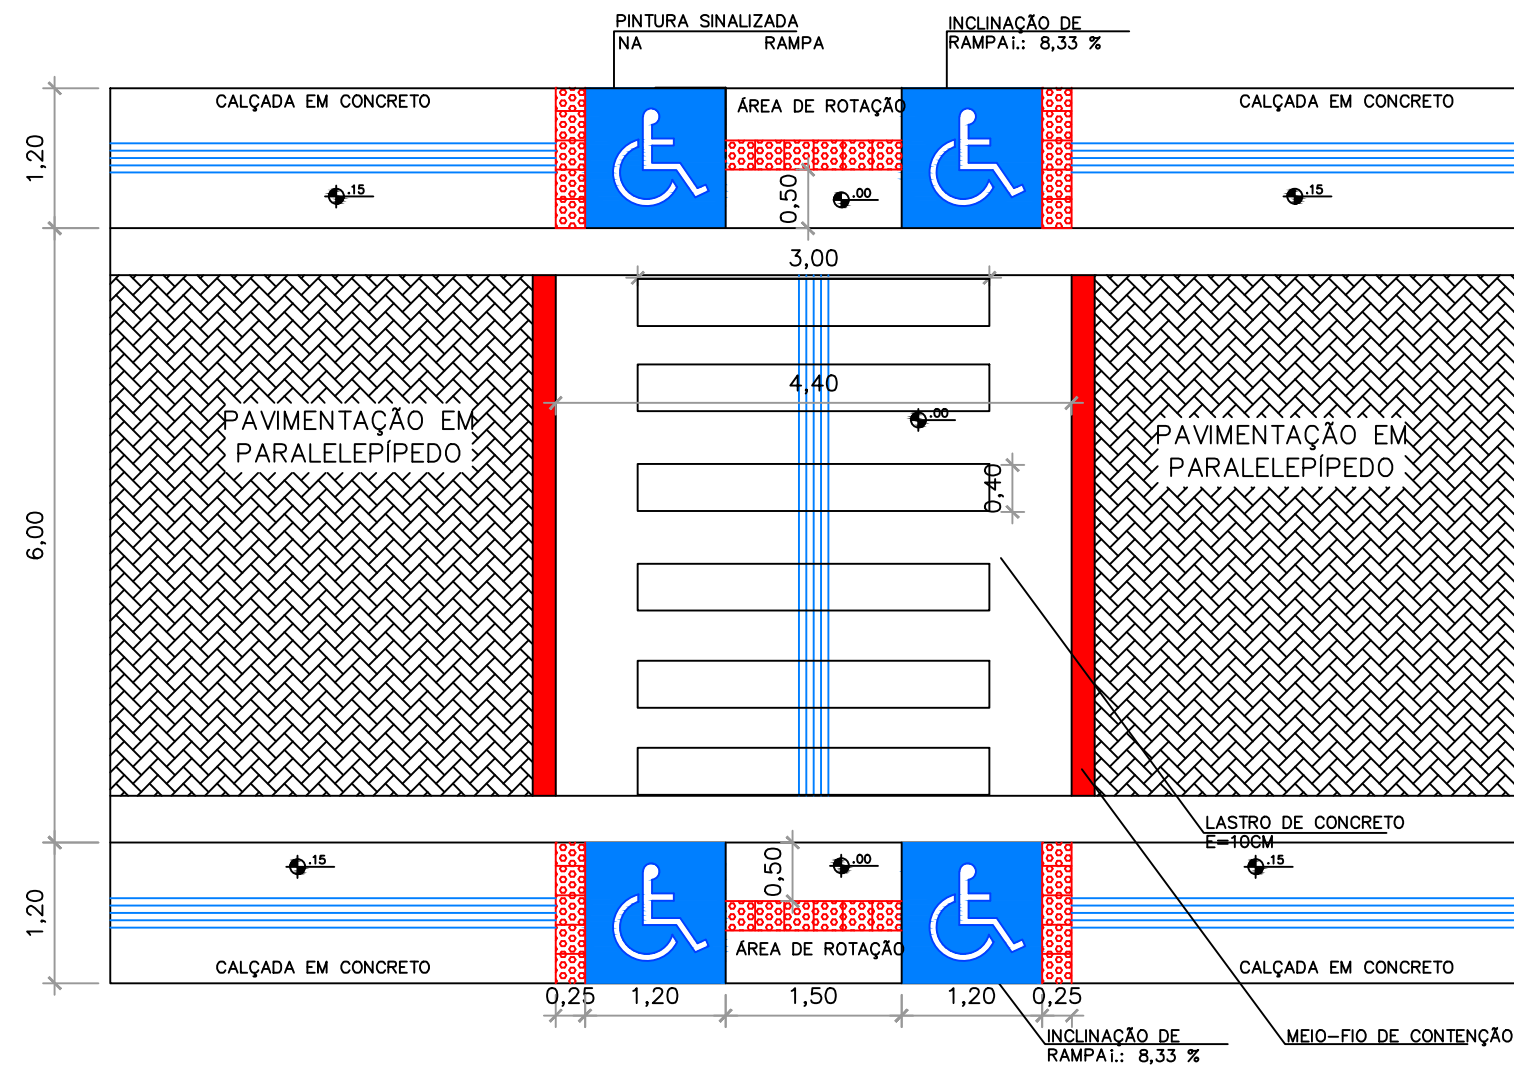 PINTURA SINALIZADA
NA RAMPA
INCLINAÇÃO DE
RAMPAi.: 8,33 %
CALÇADA EM CONCRETO
ÁREA DE ROTAÇÃO
CALÇADA EM CONCRETO
1,20
.15
0,50
.00
.15
3,00
4,40
.00
PAVIMENTAÇÃO EM
PARALELEPÍPEDO
PAVIMENTAÇÃO EM
PARALELEPÍPEDO
0,40
6,00
LASTRO DE CONCRETO
E=10CM
.15
0,50
.00
.15
1,20
ÁREA DE ROTAÇÃO
CALÇADA EM CONCRETO
CALÇADA EM CONCRETO
0,25
1,20
1,50
1,20
0,25
INCLINAÇÃO DE
RAMPAi.: 8,33 %
MEIO-FIO DE CONTENÇÃO